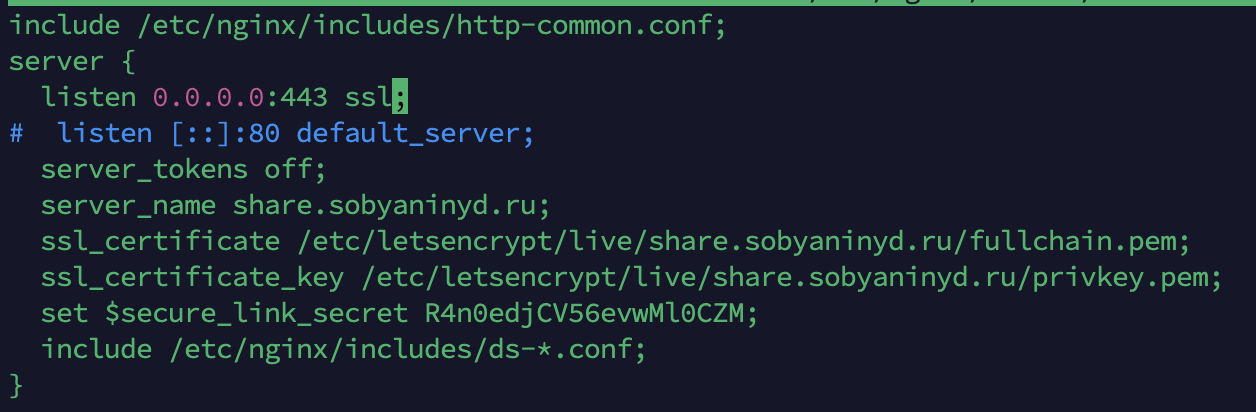 include /etc/nginx/includes/http-common.conf;
server {
  listen 0.0.0.0:443 ssl;
#  listen [::]:80 default_server;
  server_tokens off;
  server_name share.sobyaninyd.ru;
  ssl_certificate /etc/letsencrypt/live/share.sobyaninyd.ru/fullchain.pem;
  ssl_certificate_key /etc/letsencrypt/live/share.sobyaninyd.ru/privkey.pem;
  set $secure_link_secret R4n0edjCV56evwMl0CZM;
  include /etc/nginx/includes/ds-*.conf;
}